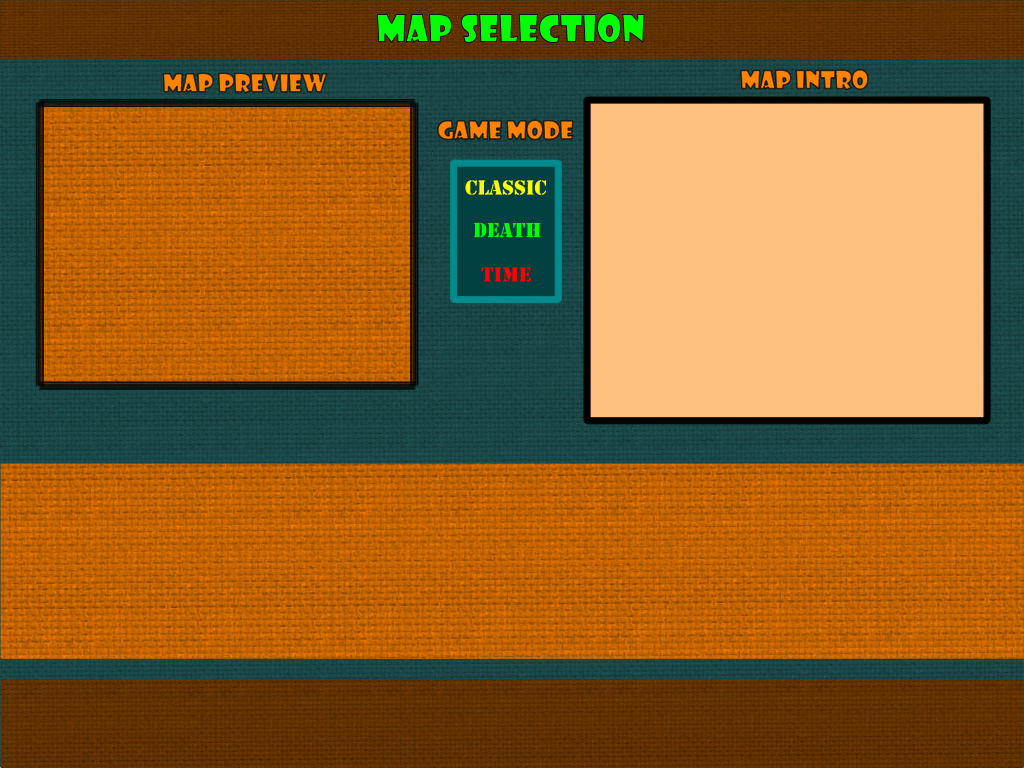 MAP SELECTION
MAP PREVIEW
MAP INTRO
GAME MODE
CLASSIC
DEATH
TIME